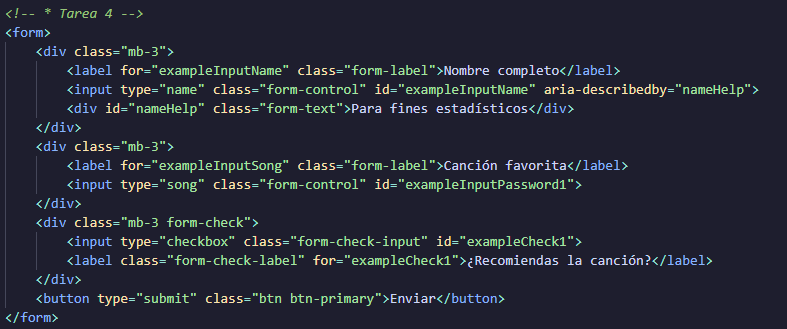 <!-- * Tarea 4 -->
<form>
    <div class="mb-3">
        <label for="exampleInputName" class="form-label">Nombre completo</label>
        <input type="name" class="form-control" id="exampleInputName" aria-describedby="nameHelp">
        <div id="nameHelp" class="form-text">Para fines estadísticos</div>
    </div>
    <div class="mb-3">
        <label for="exampleInputSong" class="form-label">Canción favorita</label>
        <input type="song" class="form-control" id="exampleInputPassword1">
    </div>
    <div class="mb-3 form-check">
        <input type="checkbox" class="form-check-input" id="exampleCheck1">
        <label class="form-check-label" for="exampleCheck1">¿Recomiendas la canción?</label>
    </div>
    <button type="submit" class="btn btn-primary">Enviar</button>
</form>